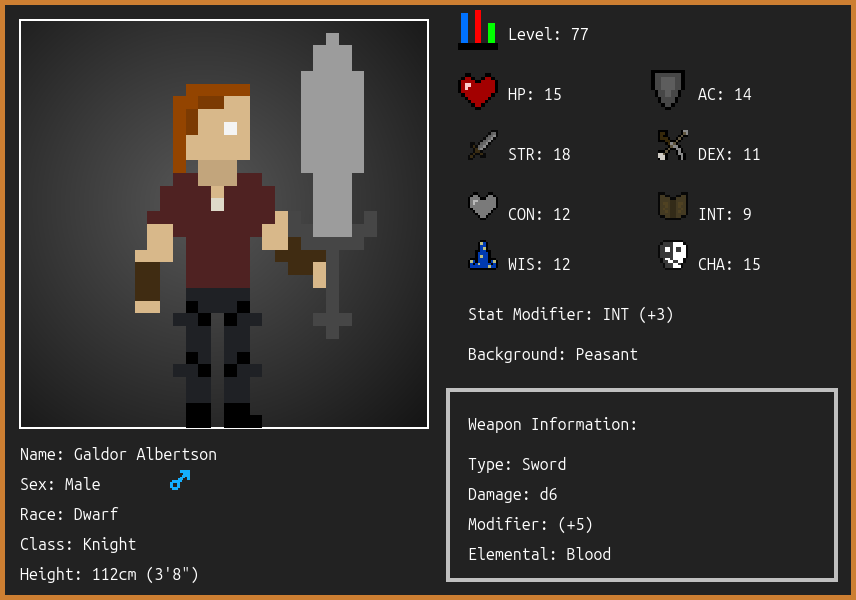 Level: 77
HP: 15
AC: 14
STR: 18
DEX: 11
CON: 12
INT: 9
WIS: 12
CHA: 15
Stat Modifier: INT (+3)
Background: Peasant
Weapon Information:
Type: Sword
Damage: d6
Modifier: (+5)
Elemental: Blood
Name: Galdor Albertson
Sex: Male
Race: Dwarf
Class: Knight
Height: 112cm (3'8")